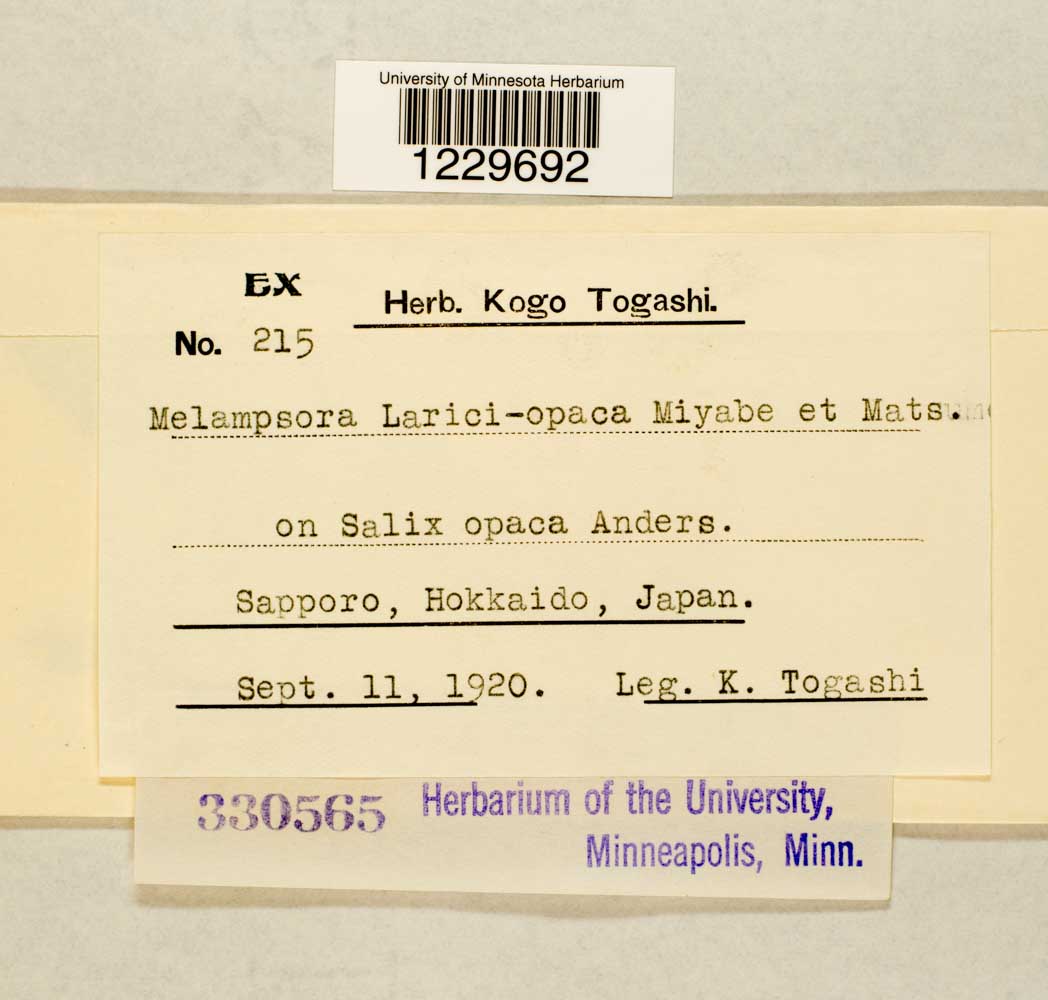 University of Minnesota Herbarium
1229692
EX
Herb. Kogo Togashi.
No. 215
Melampsora Larici-opaca Miyabe et Mats.
on Salix opaca Anders.
Sapporo, Hokkaido, Japan.
Sept. 11, 1920. Leg. K. Togashi
330565 Herbarium of the University,
Minneapolis, Minn.